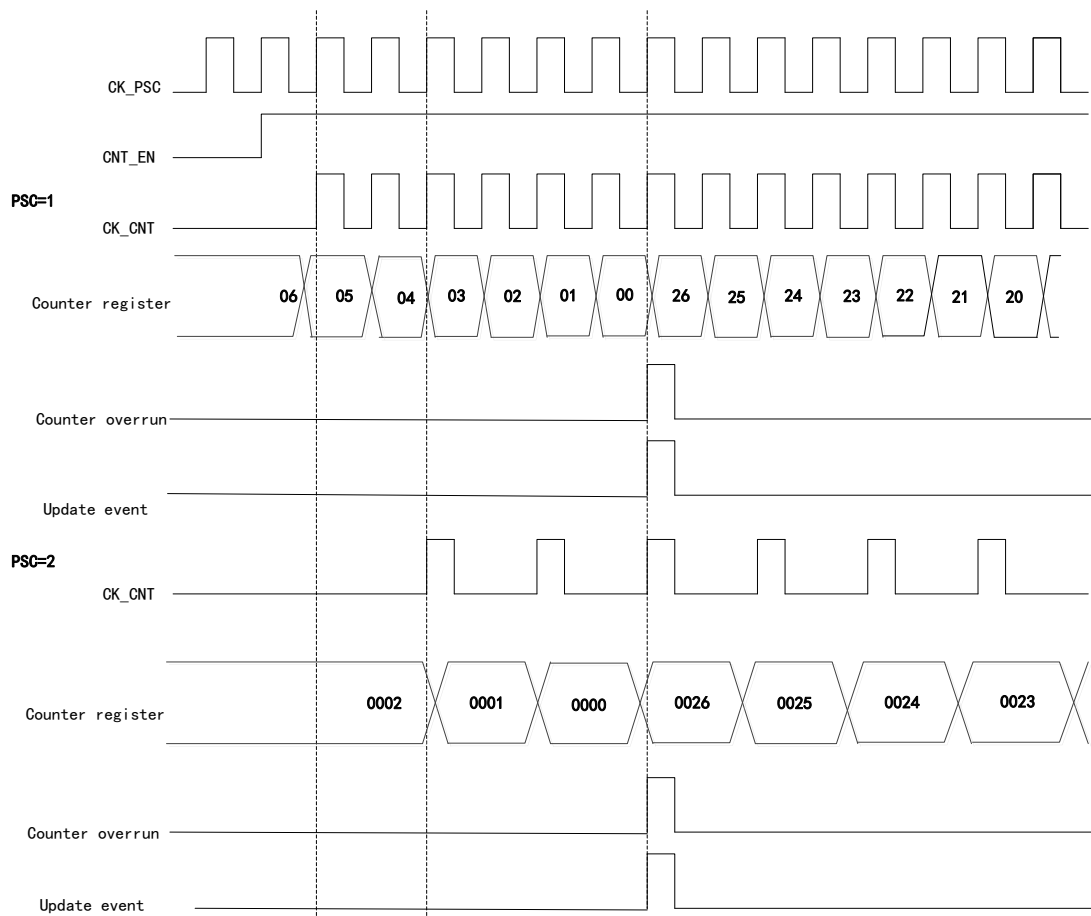 CK_PSC
CNT_EN
PSC=1
CK_CNT
Counter register 06 05 04 03 02 01 00 26 25 24 23 22 21 20
Counter overrun
Update event
PSC=2
CK_CNT
Counter register 0002 0001 0000 0026 0025 0024 0023
Counter overrun
Update event